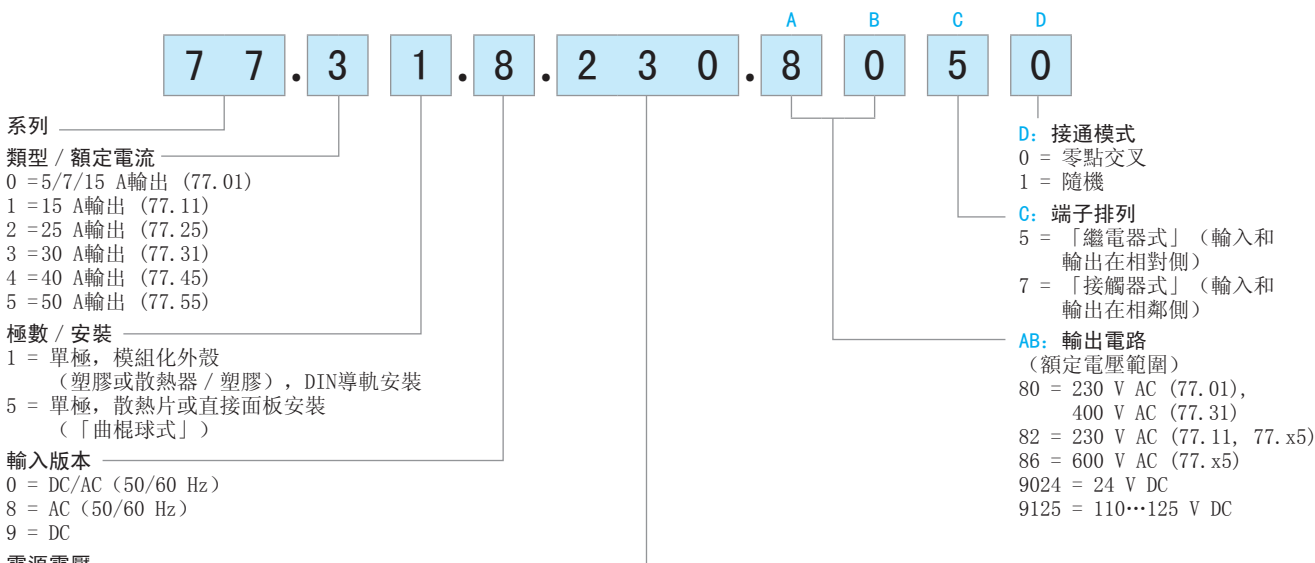 A B C D
7 7 . 3 1 . 8 . 2 3 0 . 8 0 5 0
系列
類型 / 額定電流
0 =5/7/15 A輸出 (77.01)
1 =15 A輸出 (77.11)
2 =25 A輸出 (77.25)
3 =30 A輸出 (77.31)
4 =40 A輸出 (77.45)
5 =50 A輸出 (77.55)
極數 / 安裝
1 = 單極，模組化外殼
（塑膠或散熱器 / 塑膠），DIN導軌安裝
5 = 單極，散熱片或直接面板安裝
（「曲棍球式」）
輸入版本
0 = DC/AC（50/60 Hz）
8 = AC（50/60 Hz）
9 = DC
電源電壓
D: 接通模式
0 = 零點交叉
1 = 隨機
C: 端子排列
5 = 「繼電器式」（輸入和
輸出在相對側）
7 = 「接觸器式」（輸入和
輸出在相鄰側）
AB: 輸出電路
（額定電壓範圍）
80 = 230 V AC (77.01),
400 V AC (77.31)
82 = 230 V AC (77.11, 77.x5)
86 = 600 V AC (77.x5)
9024 = 24 V DC
9125 = 110…125 V DC